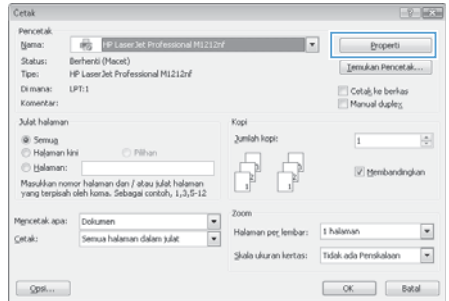 Cetak
Pencetak
Nama: HP LaserJet Professional M1212nf
Properti
Status: Berhenti (Macet)
Tipe: HP LaserJet Professional M1212nf
Temukan Pencetak...
Di mana: LPT:1
Cetak ke berkas
Komentar:
Manual duplex
Julat halaman
Semua
Halaman kini
Pilihan
Halaman:
Masukkan nomor halaman dan / atau julat halaman
yang terpisah oleh koma. Sebagai contoh, 1,3,5-12
Kopi
Jumlah kopi: 1
Membandingkan
Mencetak apa: Dokumen
Cetak: Semua halaman dalam julat
Zoom
Halaman per lembar: 1 halaman
Skala ukuran kertas: Tidak ada Penskalaan
Opsi...
OK
Batal